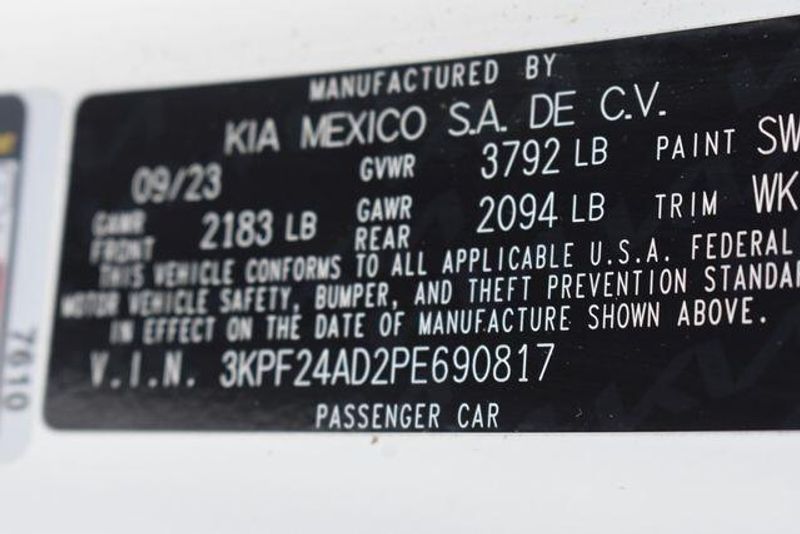 MANUFACTURED BY
KIA MEXICO S.A. DE C.V.
09/23 GVWR 3792 LB PAINT SW
GAWR FRONT 2183 LB GAWR REAR 2094 LB TRIM WK
THIS VEHICLE CONFORMS TO ALL APPLICABLE U.S.A. FEDERAL
MOTOR VEHICLE SAFETY, BUMPER, AND THEFT PREVENTION STANDA
IN EFFECT ON THE DATE OF MANUFACTURE SHOWN ABOVE.
V.I.N. 3KPF24AD2PE690817
PASSENGER CAR
7610